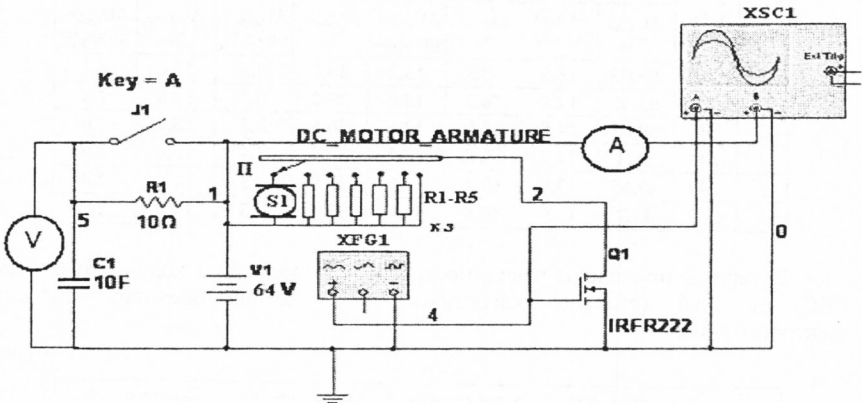 XSC1
Ext Trig
A
B
Key = A
J1
DC_MOTOR_ARMATURE
A
П
R1
1
S1
R1-R5
2
10Ω
5
КЗ
0
V
XFG1
Q1
C1
10F
V1
64 V
4
IRFR222